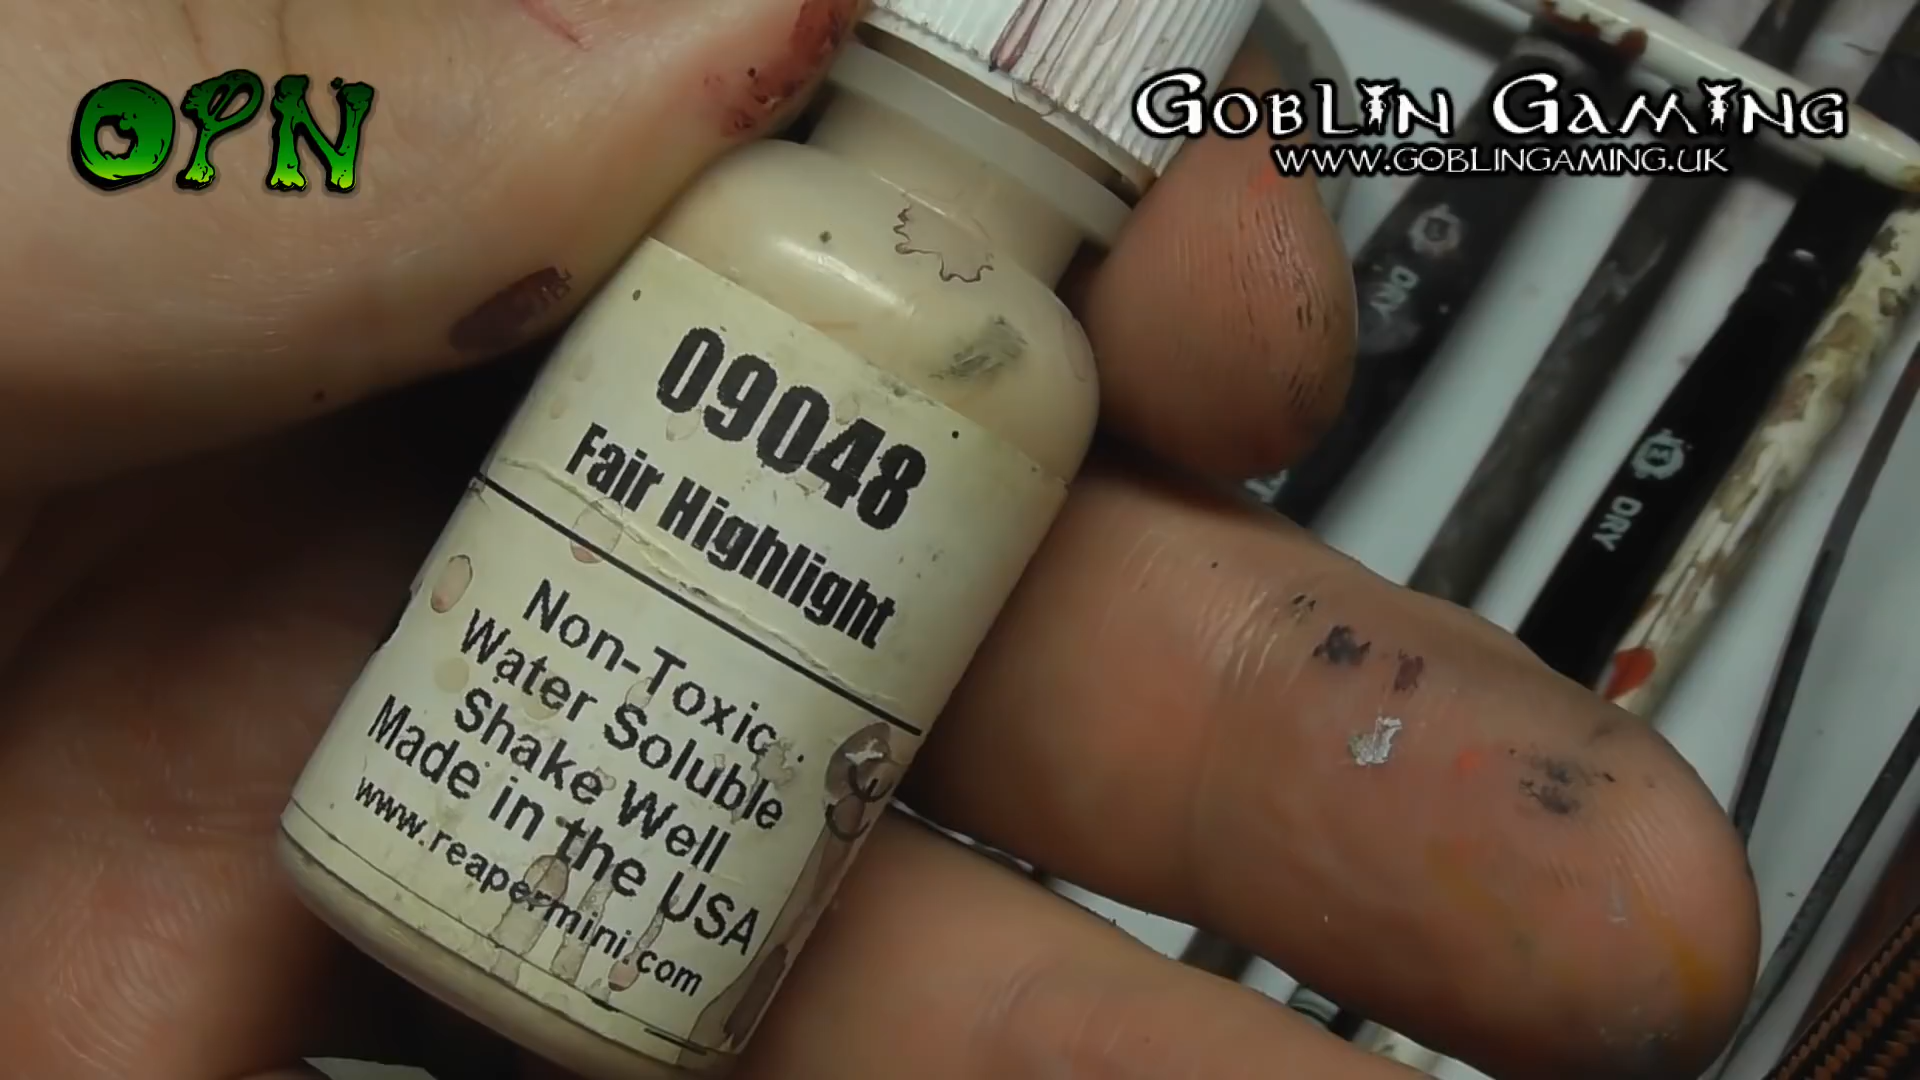 OPN
GOBLIN GAMING
WWW.GOBLINGAMING.UK
09048
Fair Highlight
Non-Toxic
Water Soluble
Shake Well
Made in the USA
www.reapermini.com
CE
DRY
DRY